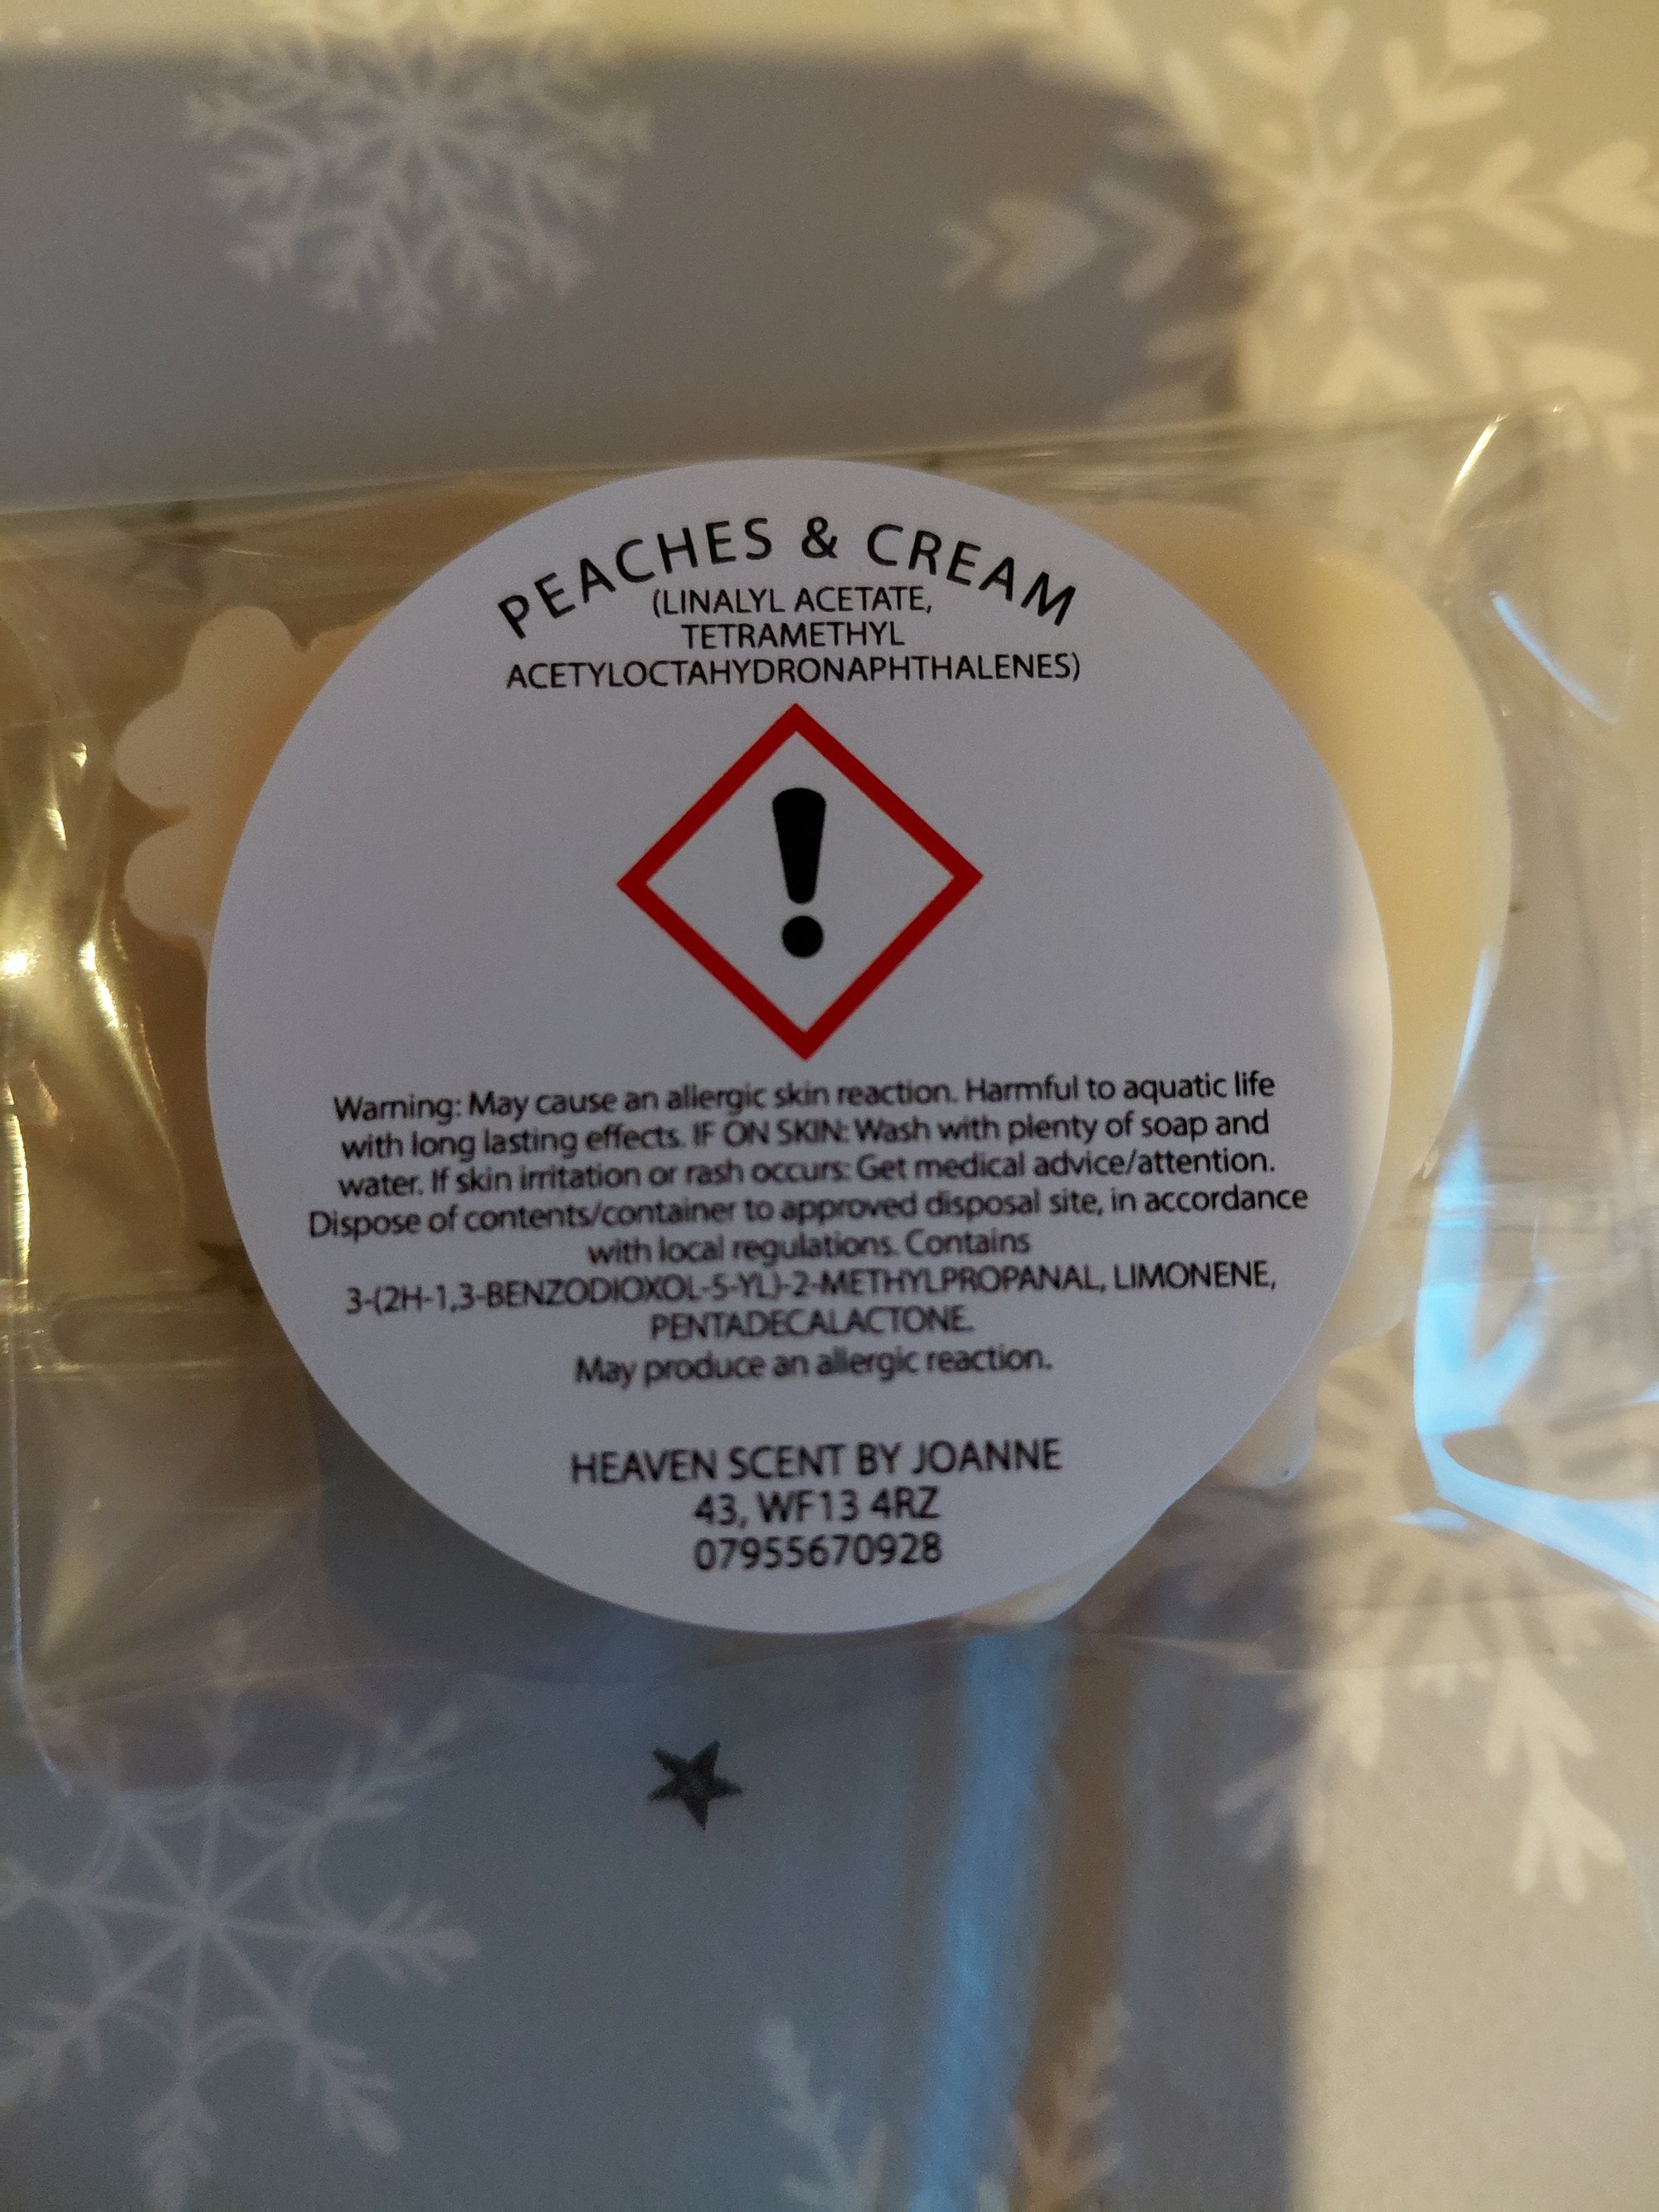 PEACHES & CREAM
(LINALYL ACETATE,
TETRAMETHYL
ACETYLOCTAHYDRONAPHTHALENES)
Warning: May cause an allergic skin reaction. Harmful to aquatic life
with long lasting effects. IF ON SKIN: Wash with plenty of soap and
water. If skin irritation or rash occurs: Get medical advice/attention.
Dispose of contents/container to approved disposal site, in accordance
with local regulations. Contains
3-(2H-1,3-BENZODIOXOL-5-YL)-2-METHYLPROPANAL, LIMONENE,
PENTADECALACTONE.
May produce an allergic reaction.
HEAVEN SCENT BY JOANNE
43, WF13 4RZ
07955670928